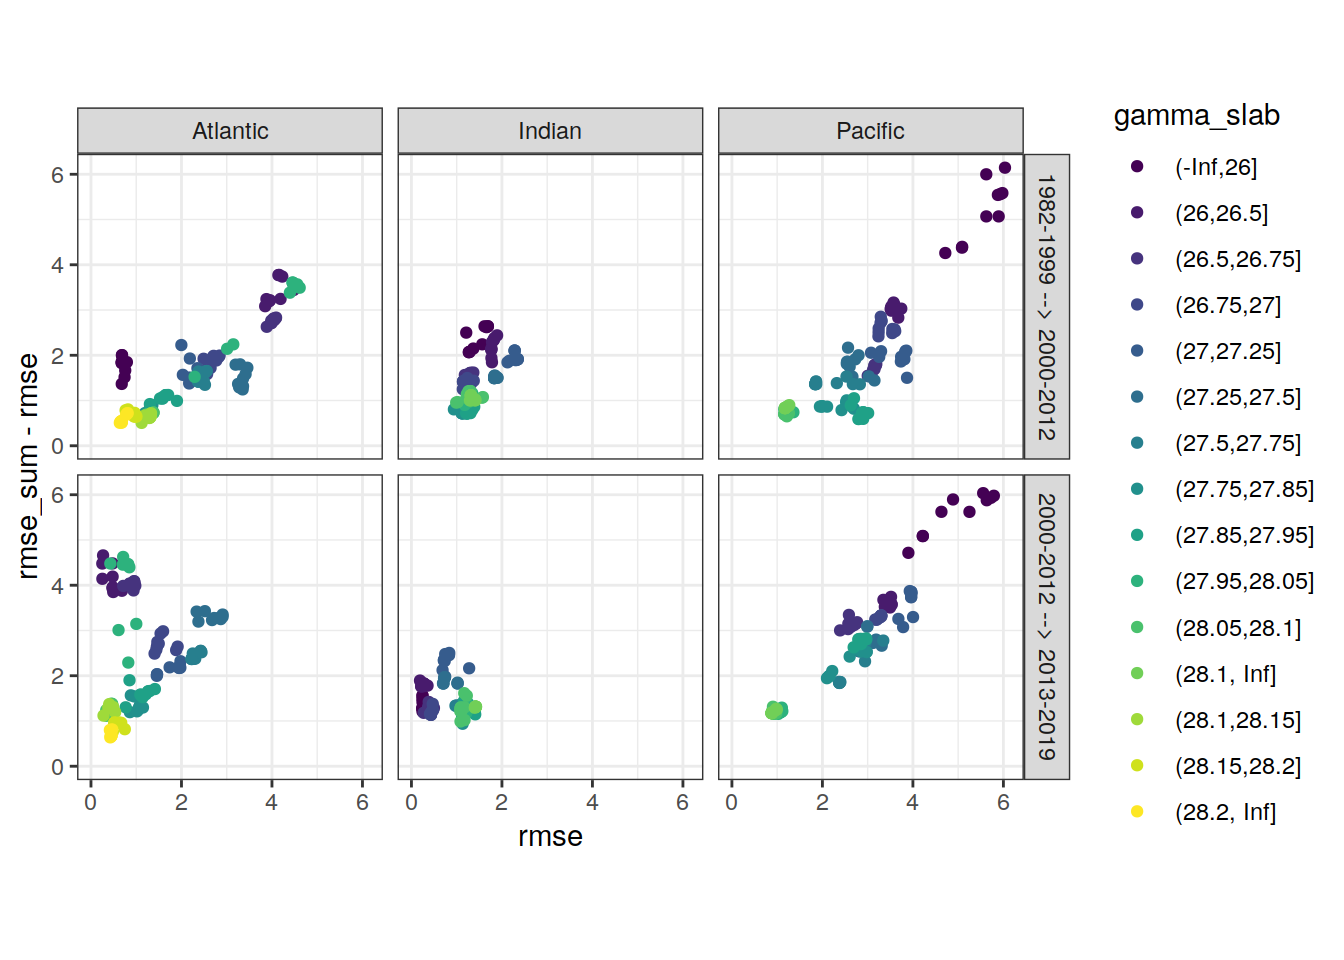 Atlantic
Indian
Pacific
6
4
2
0
1982-1999 --> 2000-2012
6
4
2
0
2000-2012 --> 2013-2019
rmse_sum - rmse
0 2 4 6
0 2 4 6
0 2 4 6
rmse
gamma_slab
(-Inf,26]
(26,26.5]
(26.5,26.75]
(26.75,27]
(27,27.25]
(27.25,27.5]
(27.5,27.75]
(27.75,27.85]
(27.85,27.95]
(27.95,28.05]
(28.05,28.1]
(28.1, Inf]
(28.1,28.15]
(28.15,28.2]
(28.2, Inf]